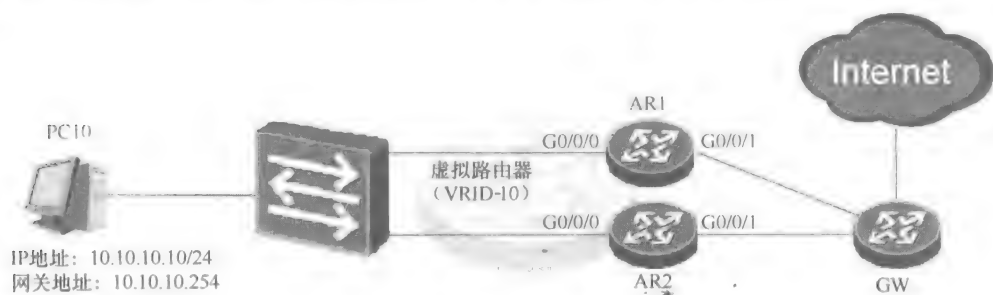 Internet
AR1
PC10
G0/0/0
G0/0/1
虚拟路由器
(VRID-10)
G0/0/0
G0/0/1
IP地址: 10.10.10.10/24
网关地址: 10.10.10.254
AR2
GW